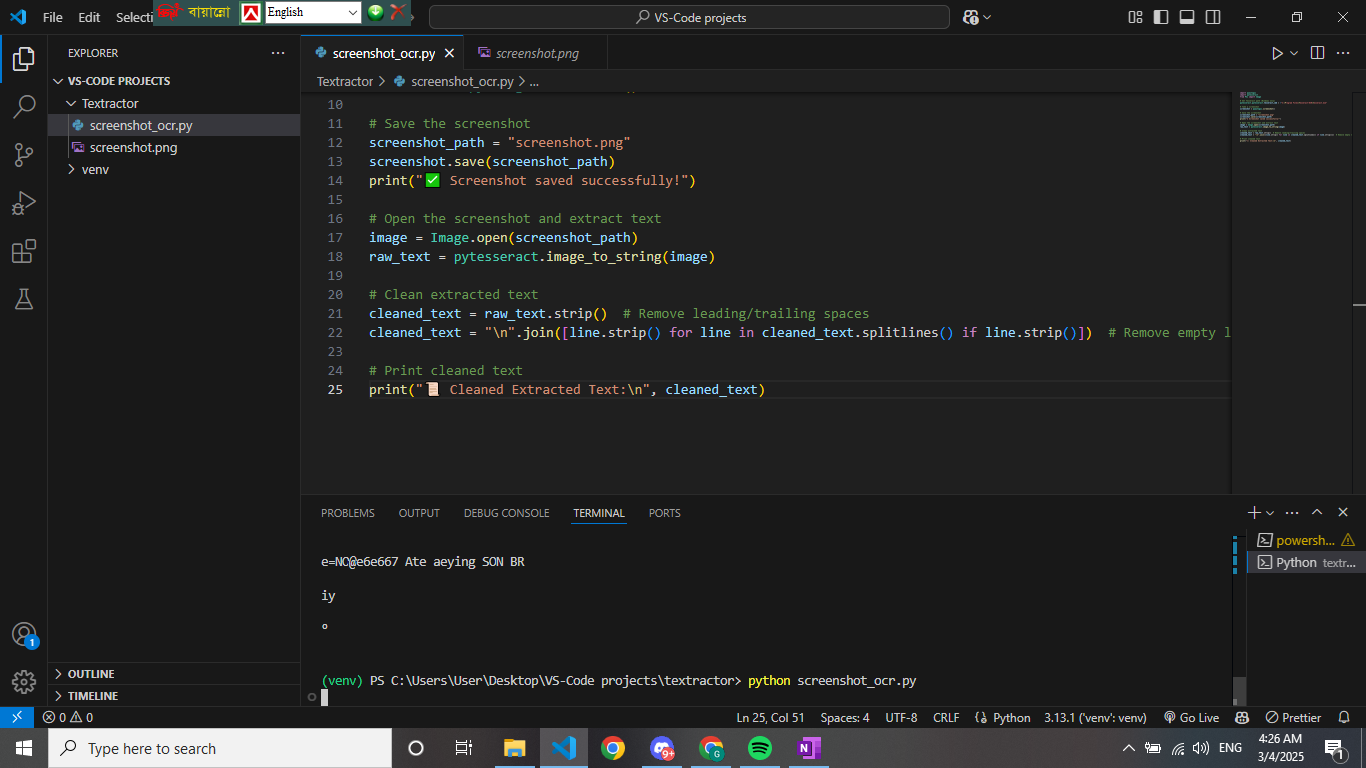 File Edit Selecti
বায়ান্নো
English
VS-Code projects
EXPLORER
VS-CODE PROJECTS
Textractor
screenshot_ocr.py
screenshot.png
venv
OUTLINE
TIMELINE
screenshot_ocr.py
screenshot.png
Textractor > screenshot_ocr.py > ...
10
11 # Save the screenshot
12 screenshot_path = "screenshot.png"
13 screenshot.save(screenshot_path)
14 print("✅ Screenshot saved successfully!")
15
16 # Open the screenshot and extract text
17 image = Image.open(screenshot_path)
18 raw_text = pytesseract.image_to_string(image)
19
20 # Clean extracted text
21 cleaned_text = raw_text.strip()  # Remove leading/trailing spaces
22 cleaned_text = "\n".join([line.strip() for line in cleaned_text.splitlines() if line.strip()])  # Remove empty l
23
24 # Print cleaned text
25 print("📜 Cleaned Extracted Text:\n", cleaned_text)
PROBLEMS OUTPUT DEBUG CONSOLE TERMINAL PORTS
e=NO@e6e667 Ate aeying SON BR
iy
°
(venv) PS C:\Users\User\Desktop\VS-Code projects\textractor> python screenshot_ocr.py
powersh...
Python textr...
1
0 0
Ln 25, Col 51 Spaces: 4 UTF-8 CRLF Python 3.13.1 ('venv': venv) Go Live Prettier
Type here to search
9+
G
N
ENG
4:26 AM
3/4/2025
1